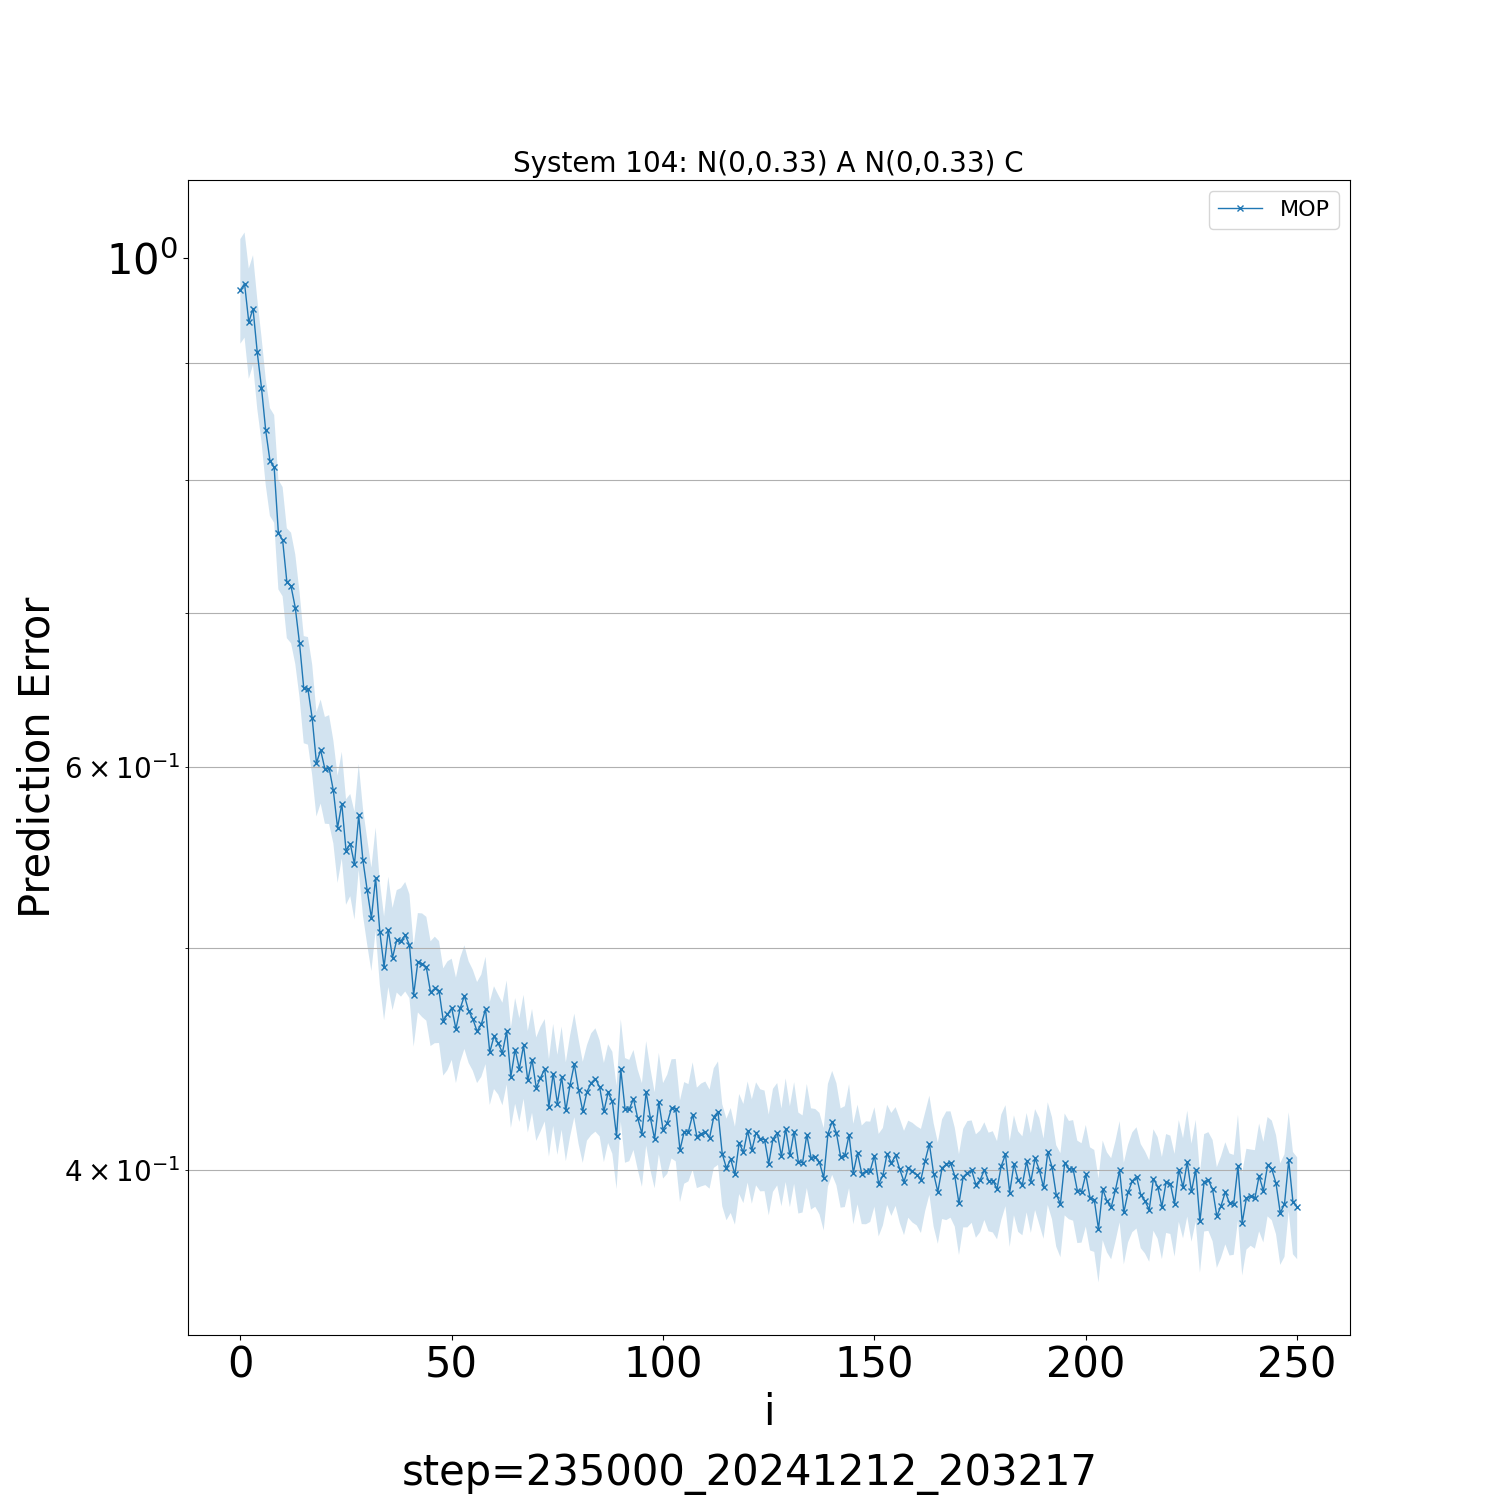 System 104: N(0,0.33) A N(0,0.33) C
MOP
10⁰
6 × 10⁻¹
4 × 10⁻¹
Prediction Error
0 50 100 150 200 250
i
step=235000_20241212_203217